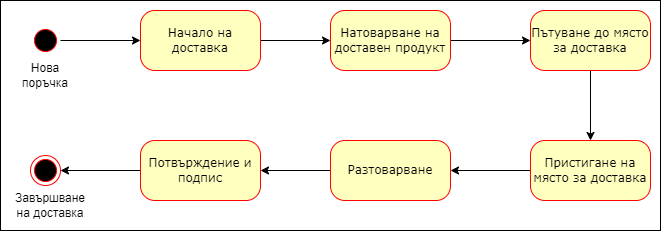 Начало на
доставка
Натоварване на
доставен продукт
Пътуване до място
за доставка
Нова
поръчка
Потвърждение и
подпис
Разтоварване
Пристигане на
място за доставка
Завършване
на доставка